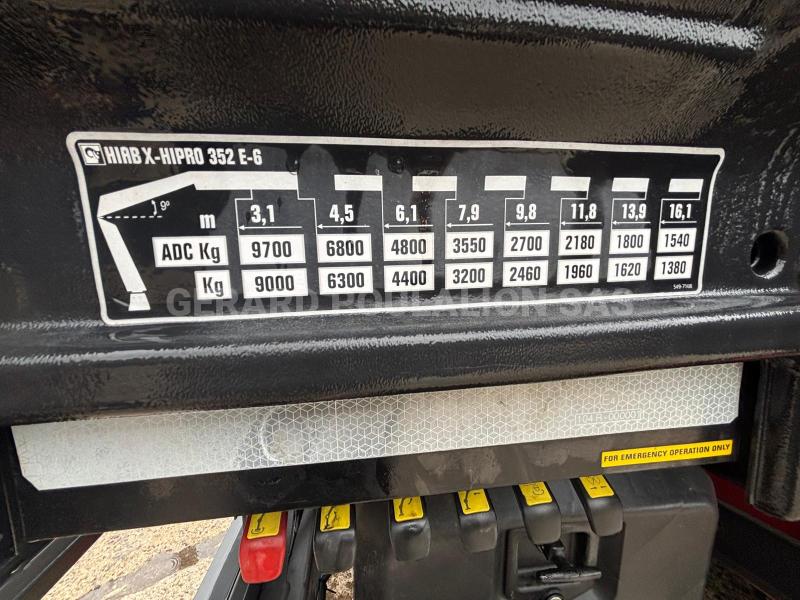 HIAB X-HIPRO 352 E-6
9°
m 3,1 4,5 6,1 7,9 9,8 11,8 13,9 16,1
ADC Kg 9700 6800 4800 3550 2700 2180 1800 1540
Kg 9000 6300 4400 3200 2460 1960 1620 1380
GERARD POULALION SAS
FOR EMERGENCY OPERATION ONLY